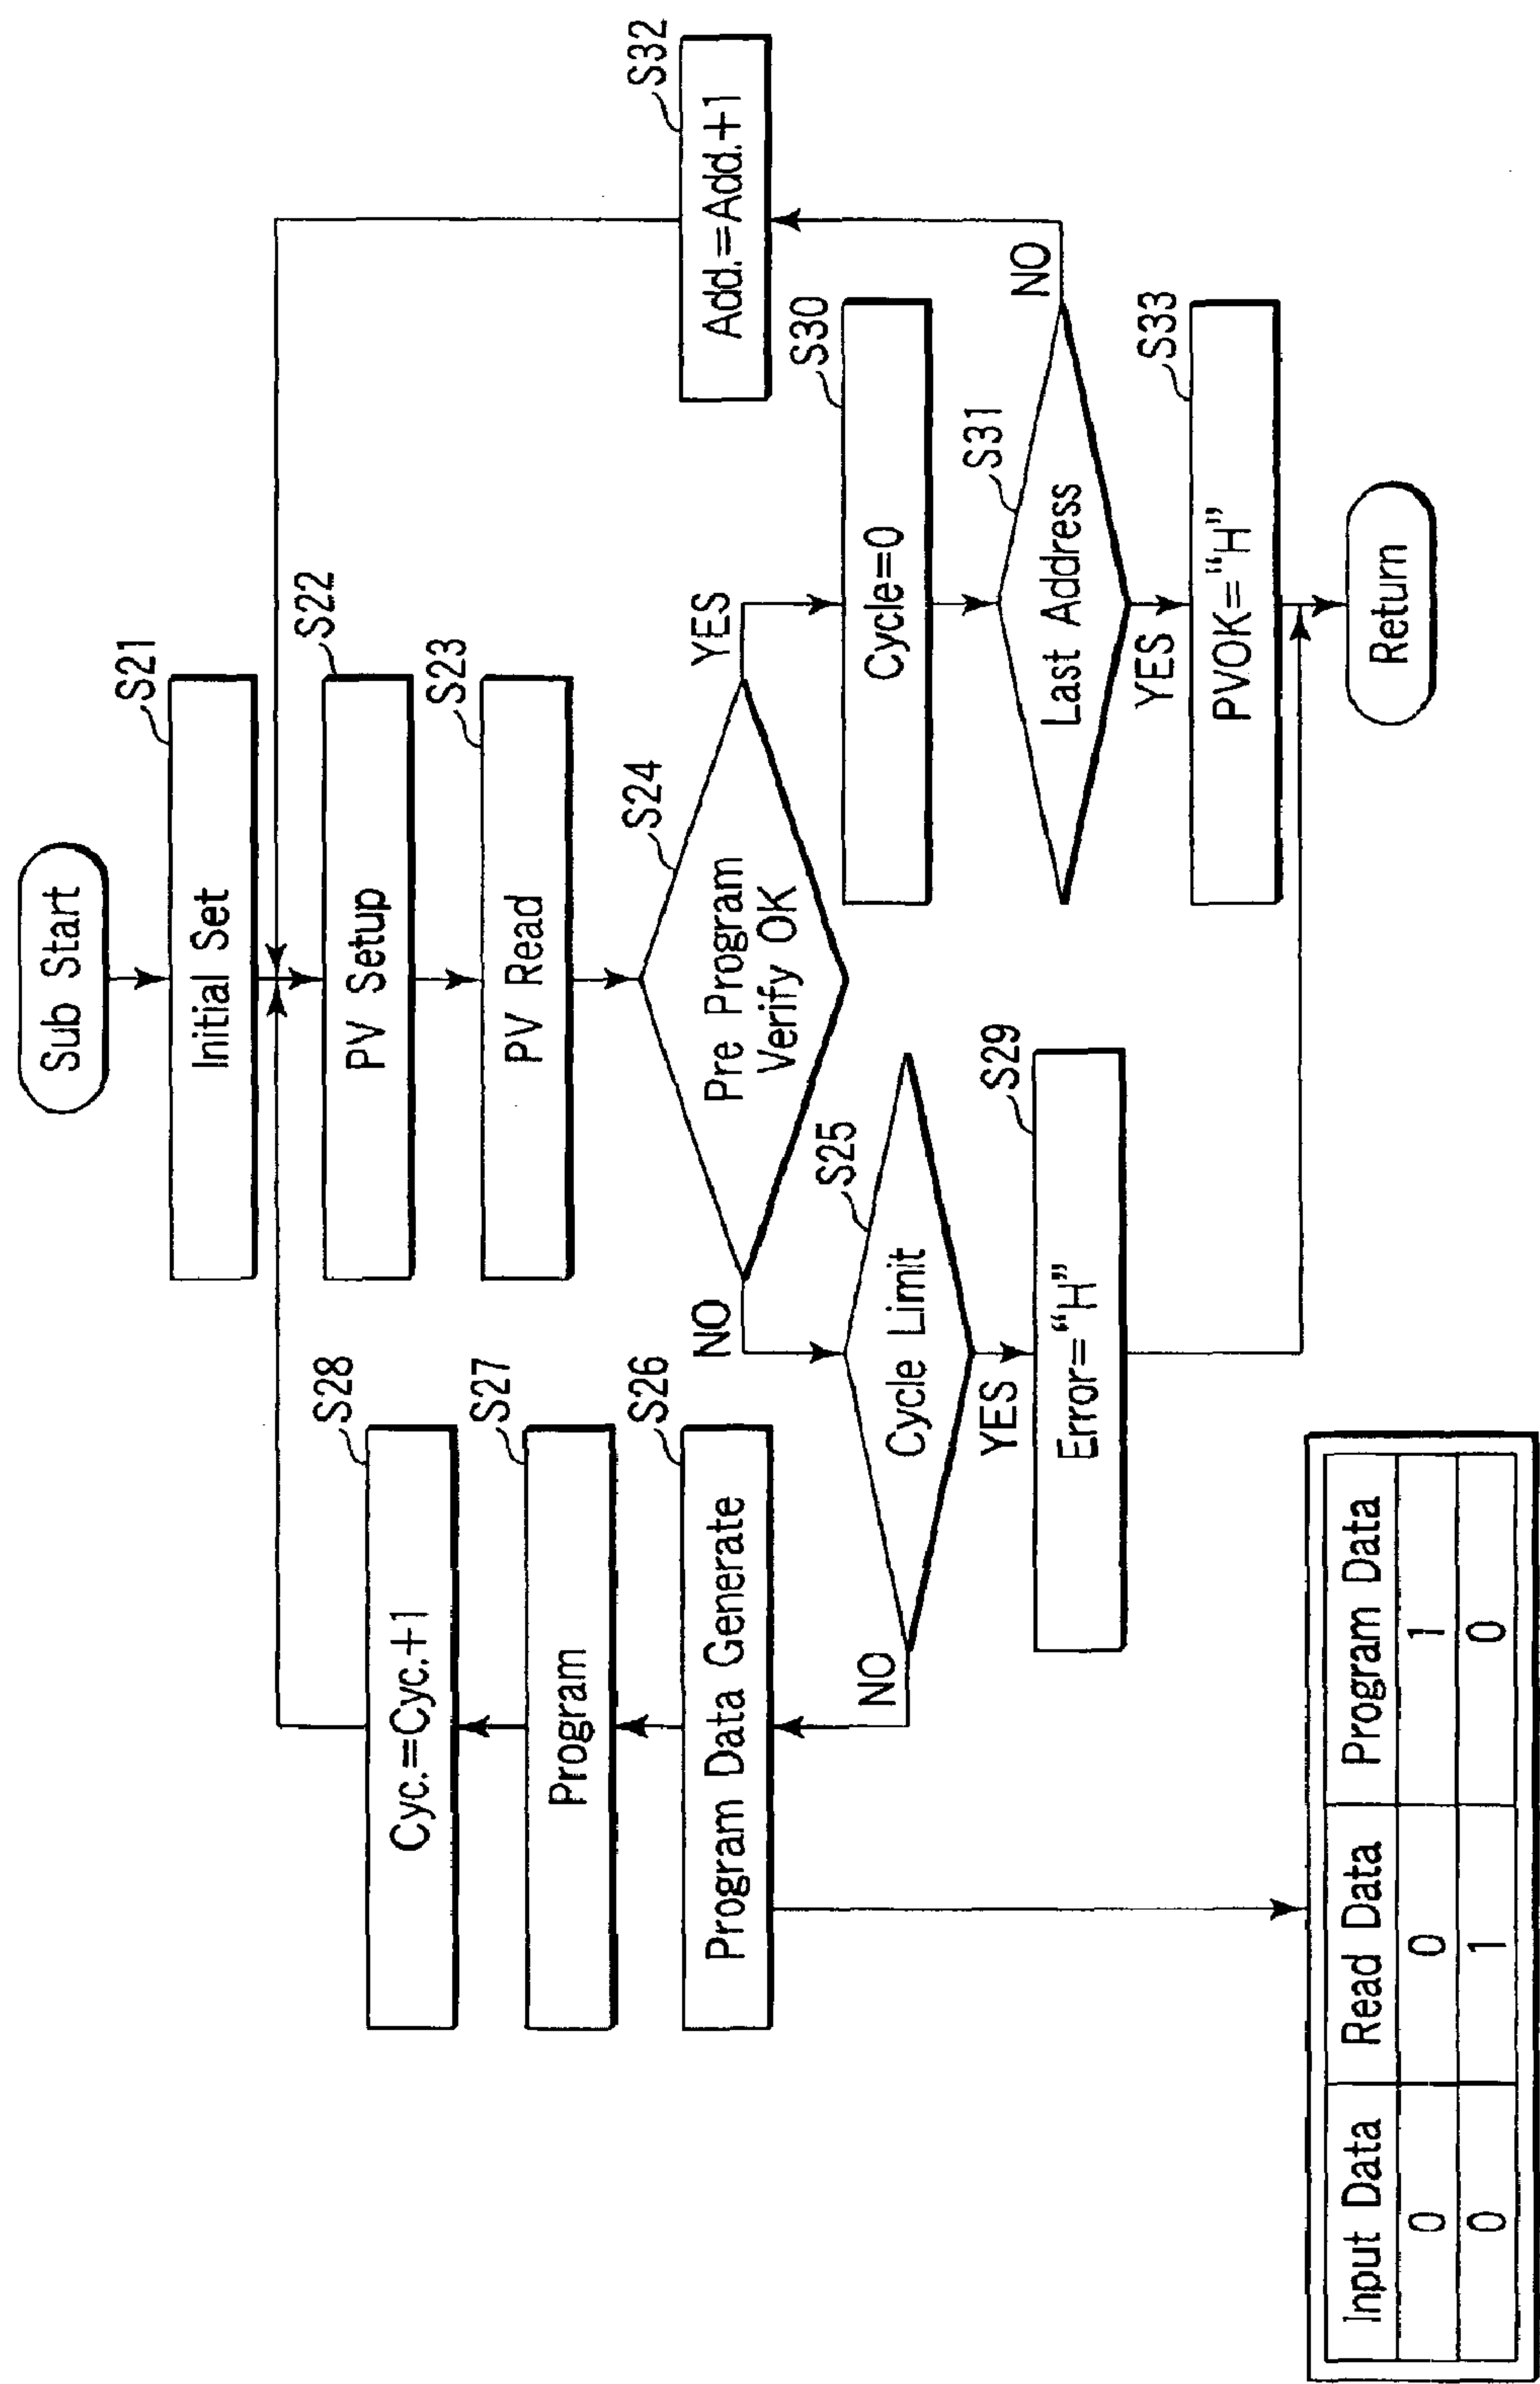 Sub Start
S21
Initial Set
S22
PV Setup
S23
PV Read
S24
Pre Program
Verify OK
NO
YES
S25
Cycle Limit
NO
YES
S26
Program Data Generate
S27
Program
S28
Cyc.=Cyc.+1
S29
Error="H"
S30
Cycle=0
S31
Last Address
NO
YES
S32
Add.=Add.+1
S33
PVOK="H"
Return
Input Data Read Data Program Data
0 0 1
0 1 0